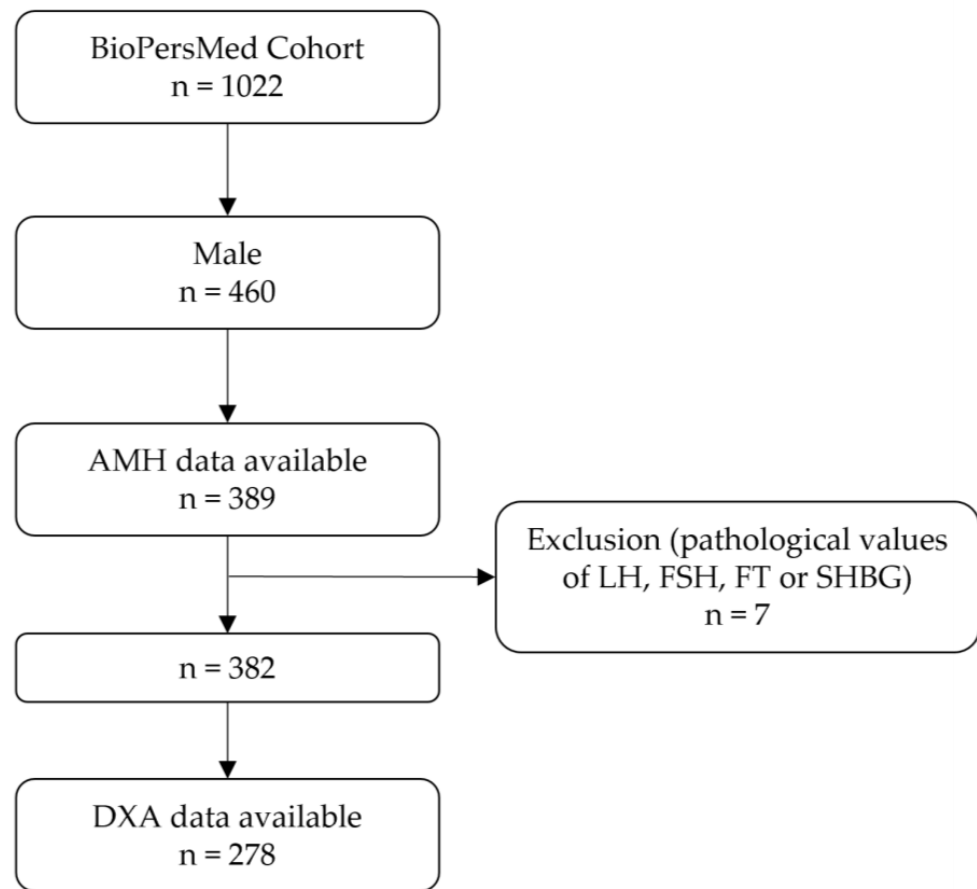 BioPersMed Cohort
n = 1022
Male
n = 460
AMH data available
n = 389
Exclusion (pathological values
of LH, FSH, FT or SHBG)
n = 7
n = 382
DXA data available
n = 278